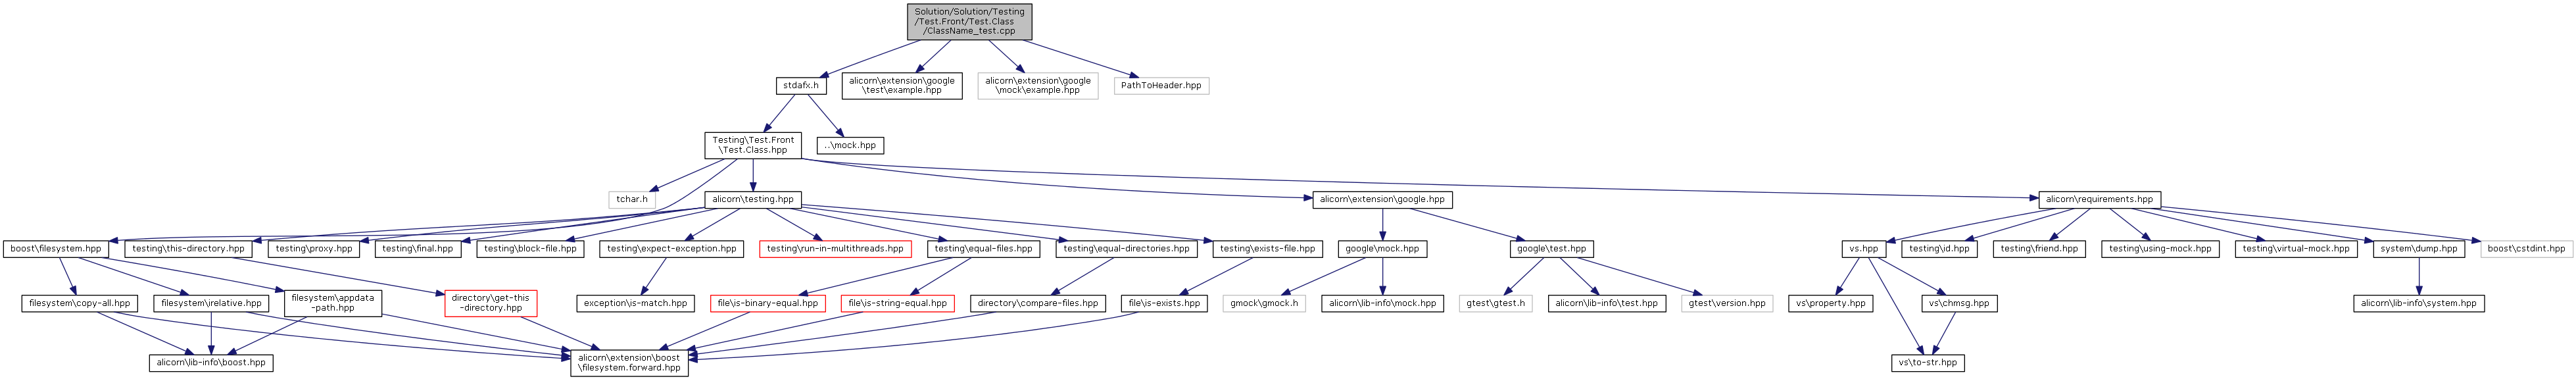 Solution/Solution/Testing
/Test.Front/Test.Class
/ClassName_test.cpp
stdafx.h
alicorn\extension\google
\test\example.hpp
alicorn\extension\google
\mock\example.hpp
PathToHeader.hpp
Testing\Test.Front
\Test.Class.hpp
..\mock.hpp
tchar.h
alicorn\testing.hpp
alicorn\extension\google.hpp
alicorn\requirements.hpp
boost\filesystem.hpp
testing\this-directory.hpp
testing\proxy.hpp
testing\final.hpp
testing\block-file.hpp
testing\expect-exception.hpp
testing\run-in-multithreads.hpp
testing\equal-files.hpp
testing\equal-directories.hpp
testing\exists-file.hpp
google\mock.hpp
google\test.hpp
vs.hpp
testing\id.hpp
testing\friend.hpp
testing\using-mock.hpp
testing\virtual-mock.hpp
system\dump.hpp
boost\cstdint.hpp
filesystem\copy-all.hpp
filesystem\irelative.hpp
filesystem\appdata
-path.hpp
directory\get-this
-directory.hpp
exception\is-match.hpp
file\is-binary-equal.hpp
file\is-string-equal.hpp
directory\compare-files.hpp
file\is-exists.hpp
gmock\gmock.h
alicorn\lib-info\mock.hpp
gtest\gtest.h
alicorn\lib-info\test.hpp
gtest\version.hpp
vs\property.hpp
vs\chmsg.hpp
alicorn\lib-info\system.hpp
alicorn\lib-info\boost.hpp
alicorn\extension\boost
\filesystem.forward.hpp
vs\to-str.hpp